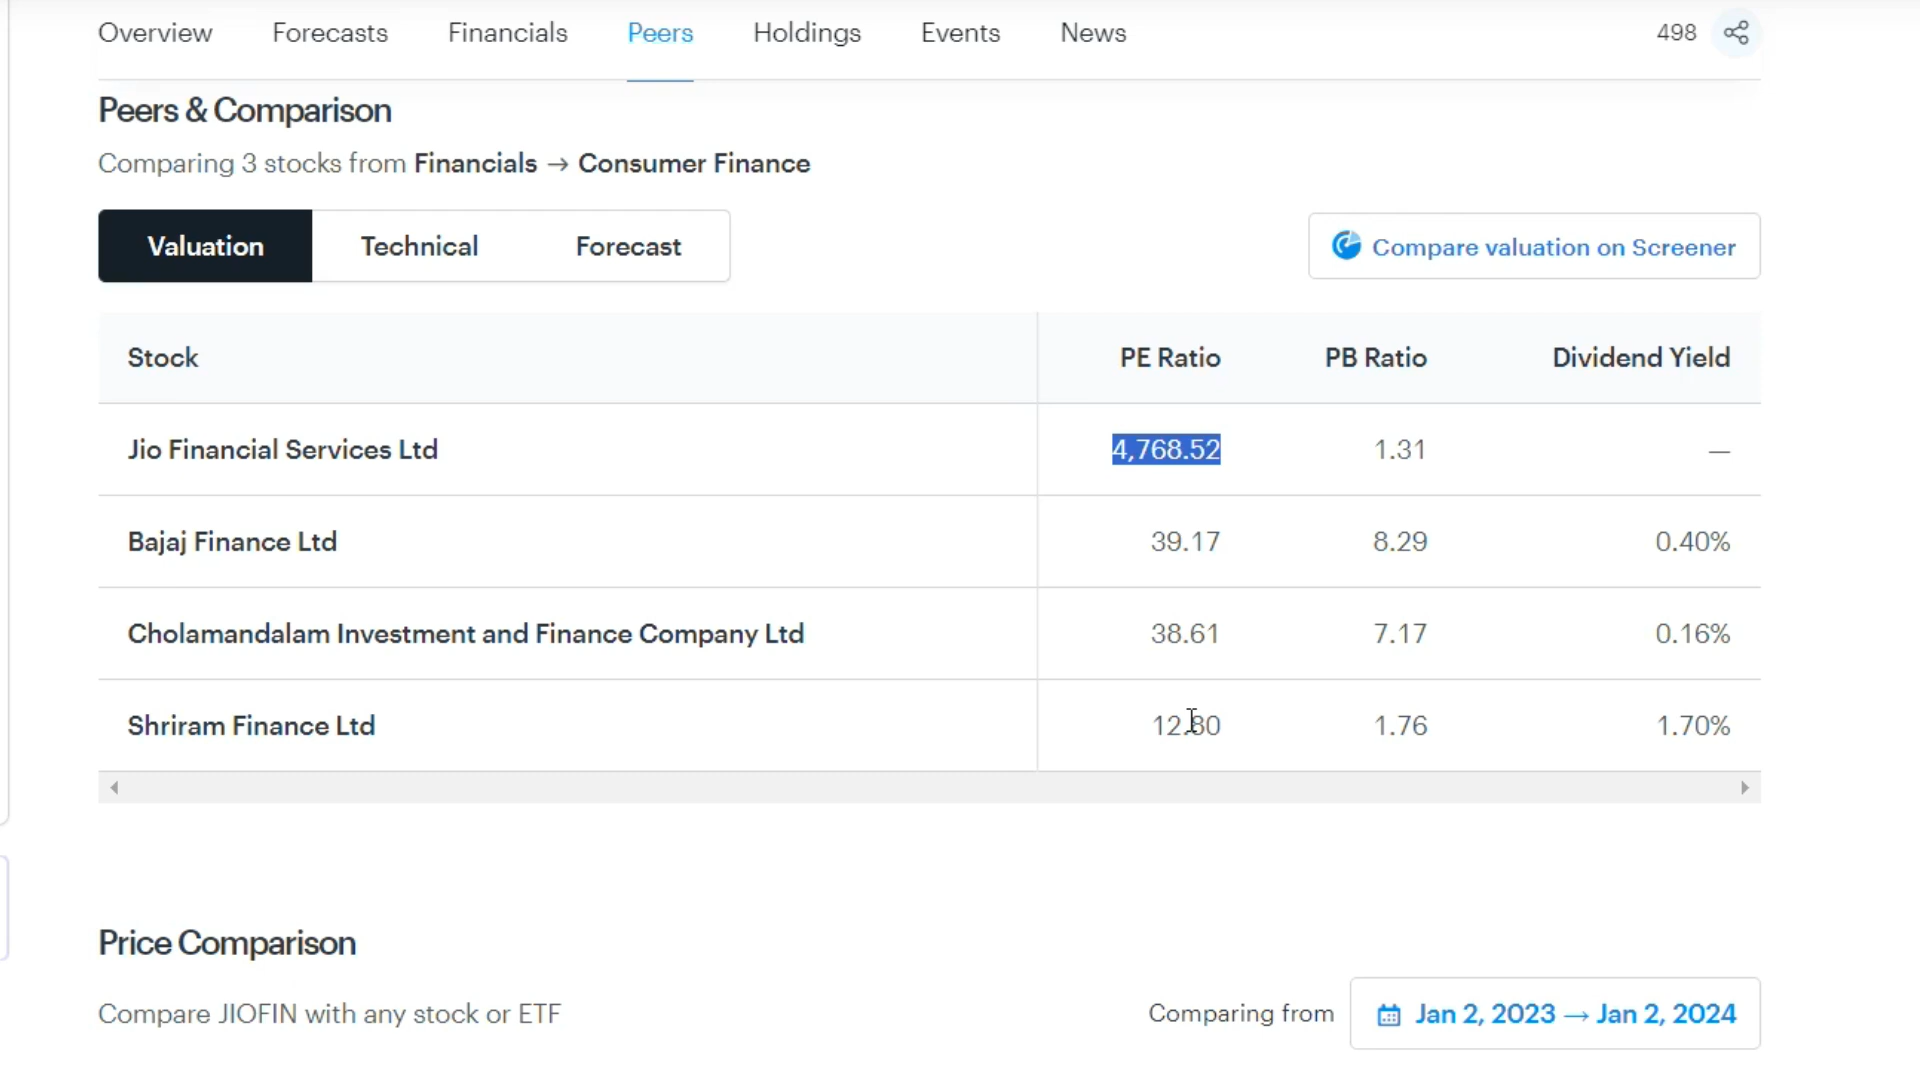 Overview Forecasts Financials Peers Holdings Events News 498
Peers & Comparison
Comparing 3 stocks from Financials → Consumer Finance
Valuation Technical Forecast Compare valuation on Screener
Stock PE Ratio PB Ratio Dividend Yield
Jio Financial Services Ltd 4,768.52 1.31 —
Bajaj Finance Ltd 39.17 8.29 0.40%
Cholamandalam Investment and Finance Company Ltd 38.61 7.17 0.16%
Shriram Finance Ltd 1.76 1.70%
Price Comparison
Compare JIOFIN with any stock or ETF Comparing from Jan 2, 2023 → Jan 2, 2024